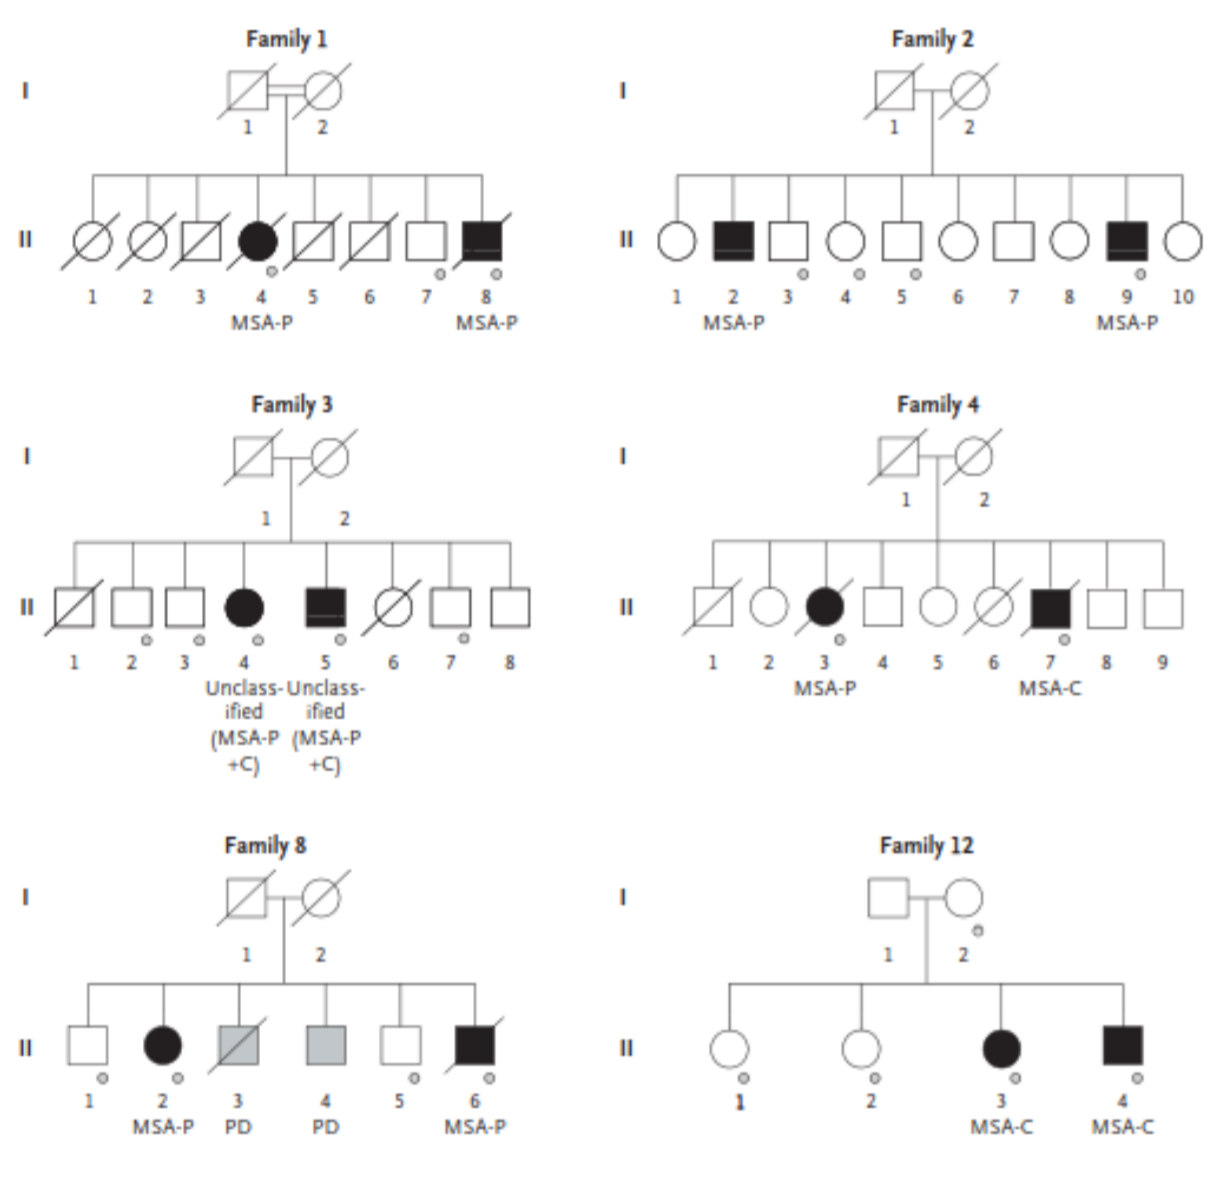 Family 1
I
1 2
II
1 2 3 4 5 6 7 8
MSA-P MSA-P
Family 2
I
1 2
II
1 2 3 4 5 6 7 8 9 10
MSA-P MSA-P
Family 3
I
1 2
II
1 2 3 4 5 6 7 8
Unclass- Unclass-
ified ified
(MSA-P (MSA-P
+C) +C)
Family 4
I
1 2
II
1 2 3 4 5 6 7 8 9
MSA-P MSA-C
Family 8
I
1 2
II
1 2 3 4 5 6
MSA-P PD PD MSA-P
Family 12
I
1 2
II
1 2 3 4
MSA-C MSA-C